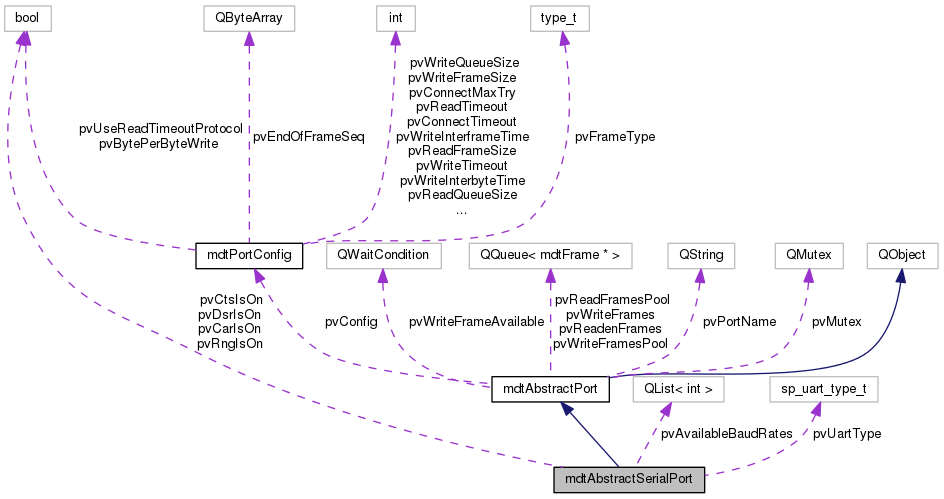 bool
QByteArray
int
type_t
pvUseReadTimeoutProtocol
pvBytePerByteWrite
pvEndOfFrameSeq
pvWriteQueueSize
pvWriteFrameSize
pvConnectMaxTry
pvReadTimeout
pvConnectTimeout
pvWriteInterframeTime
pvReadFrameSize
pvWriteTimeout
pvWriteInterbyteTime
pvReadQueueSize
...
pvFrameType
mdtPortConfig
QWaitCondition
QQueue< mdtFrame * >
QString
QMutex
QObject
pvCtsIsOn
pvDsrIsOn
pvCarIsOn
pvRngIsOn
pvConfig
pvWriteFrameAvailable
pvReadFramesPool
pvWriteFrames
pvReadenFrames
pvWriteFramesPool
pvPortName
pvMutex
mdtAbstractPort
QList< int >
sp_uart_type_t
pvAvailableBaudRates
pvUartType
mdtAbstractSerialPort